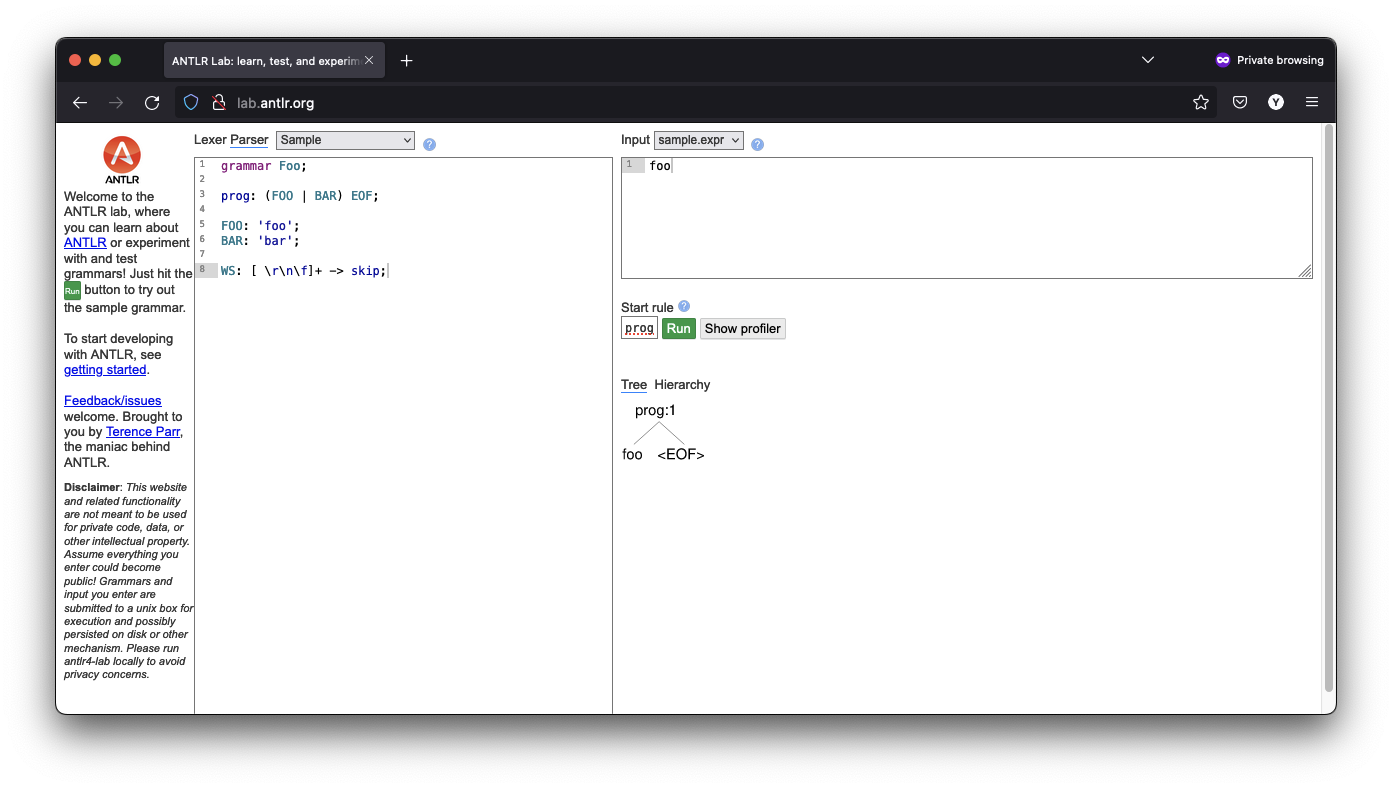 ANTLR Lab: learn, test, and experim
Private browsing
lab.antlr.org
ANTLR
Welcome to the
ANTLR lab, where
you can learn about
ANTLR or experiment
with and test
grammars! Just hit the
Run button to try out
the sample grammar.
To start developing
with ANTLR, see
getting started.
Feedback/issues
welcome. Brought to
you by Terence Parr,
the maniac behind
ANTLR.
Disclaimer: This website
and related functionality
are not meant to be used
for private code, data, or
other intellectual property.
Assume everything you
enter could become
public! Grammars and
input you enter are
submitted to a unix box for
execution and possibly
persisted on disk or other
mechanism. Please run
antlr4-lab locally to avoid
privacy concerns.
Lexer Parser Sample ?
1 grammar Foo;
2
3 prog: (FOO | BAR) EOF;
4
5 FOO: 'foo';
6 BAR: 'bar';
7
8 WS: [ \r\n\f]+ -> skip;
Input sample.expr ?
1 foo
Start rule ?
prog Run Show profiler
Tree Hierarchy
prog:1
foo <EOF>